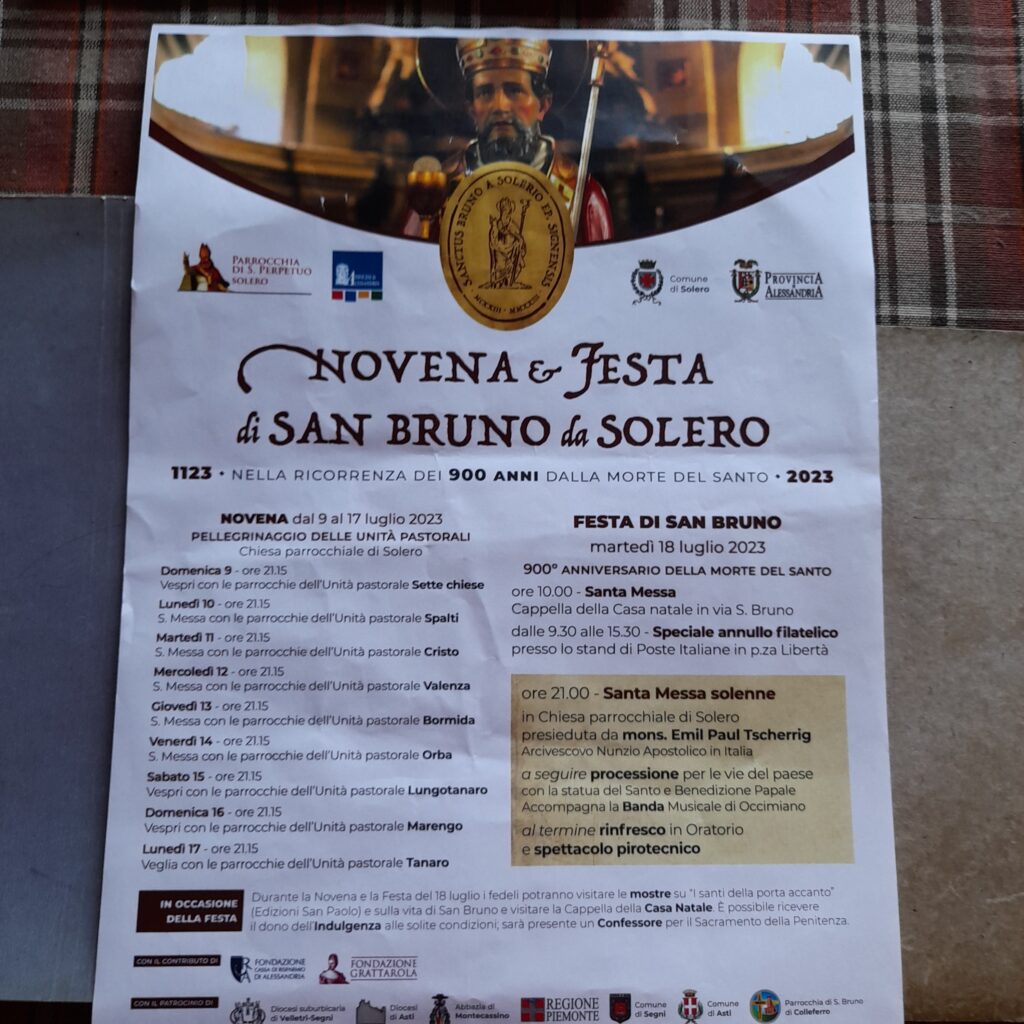 SANCTUS BRUNO A SOLERIO EP. SIGNENSIS
MCXXIII - MMXXIII
PARROCCHIA
DI S. PERPETUO
SOLERO
Comune
di Solero
PROVINCIA
DI ALESSANDRIA
NOVENA & FESTA
di SAN BRUNO da SOLERO
1123 • NELLA RICORRENZA DEI 900 ANNI DALLA MORTE DEL SANTO • 2023
NOVENA dal 9 al 17 luglio 2023
PELLEGRINAGGIO DELLE UNITÀ PASTORALI
Chiesa parrocchiale di Solero
Domenica 9 - ore 21.15
Vespri con le parrocchie dell'Unità pastorale Sette chiese
Lunedì 10 - ore 21.15
S. Messa con le parrocchie dell'Unità pastorale Spalti
Martedì 11 - ore 21.15
S. Messa con le parrocchie dell'Unità pastorale Cristo
Mercoledì 12 - ore 21.15
S. Messa con le parrocchie dell'Unità pastorale Valenza
Giovedì 13 - ore 21.15
S. Messa con le parrocchie dell'Unità pastorale Bormida
Venerdì 14 - ore 21.15
S. Messa con le parrocchie dell'Unità pastorale Orba
Sabato 15 - ore 21.15
Vespri con le parrocchie dell'Unità pastorale Lungotanaro
Domenica 16 - ore 21.15
Vespri con le parrocchie dell'Unità pastorale Marengo
Lunedì 17 - ore 21.15
Veglia con le parrocchie dell'Unità pastorale Tanaro
FESTA DI SAN BRUNO
martedì 18 luglio 2023
900° ANNIVERSARIO DELLA MORTE DEL SANTO
ore 10.00 - Santa Messa
Cappella della Casa natale in via S. Bruno
dalle 9.30 alle 15.30 - Speciale annullo filatelico
presso lo stand di Poste Italiane in p.za Libertà
ore 21.00 - Santa Messa solenne
in Chiesa parrocchiale di Solero
presieduta da mons. Emil Paul Tscherrig
Arcivescovo Nunzio Apostolico in Italia
a seguire processione per le vie del paese
con la statua del Santo e Benedizione Papale
Accompagna la Banda Musicale di Occimiano
al termine rinfresco in Oratorio
e spettacolo pirotecnico
IN OCCASIONE
DELLA FESTA
Durante la Novena e la Festa del 18 luglio i fedeli potranno visitare le mostre su "I santi della porta accanto"
(Edizioni San Paolo) e sulla vita di San Bruno e visitare la Cappella della Casa Natale. È possibile ricevere
il dono dell'Indulgenza alle solite condizioni; sarà presente un Confessore per il Sacramento della Penitenza.
CON IL CONTRIBUTO DI
FONDAZIONE
CASSA DI RISPARMIO
DI ALESSANDRIA
FONDAZIONE
GRATTAROLA
CON IL PATROCINIO DI
Diocesi suburbicaria
di Velletri-Segni
Diocesi
di Asti
Abbazia di
Montecassino
REGIONE
PIEMONTE
Comune
di Segni
Comune
di Asti
Parrocchia di S. Bruno
di Colleferro